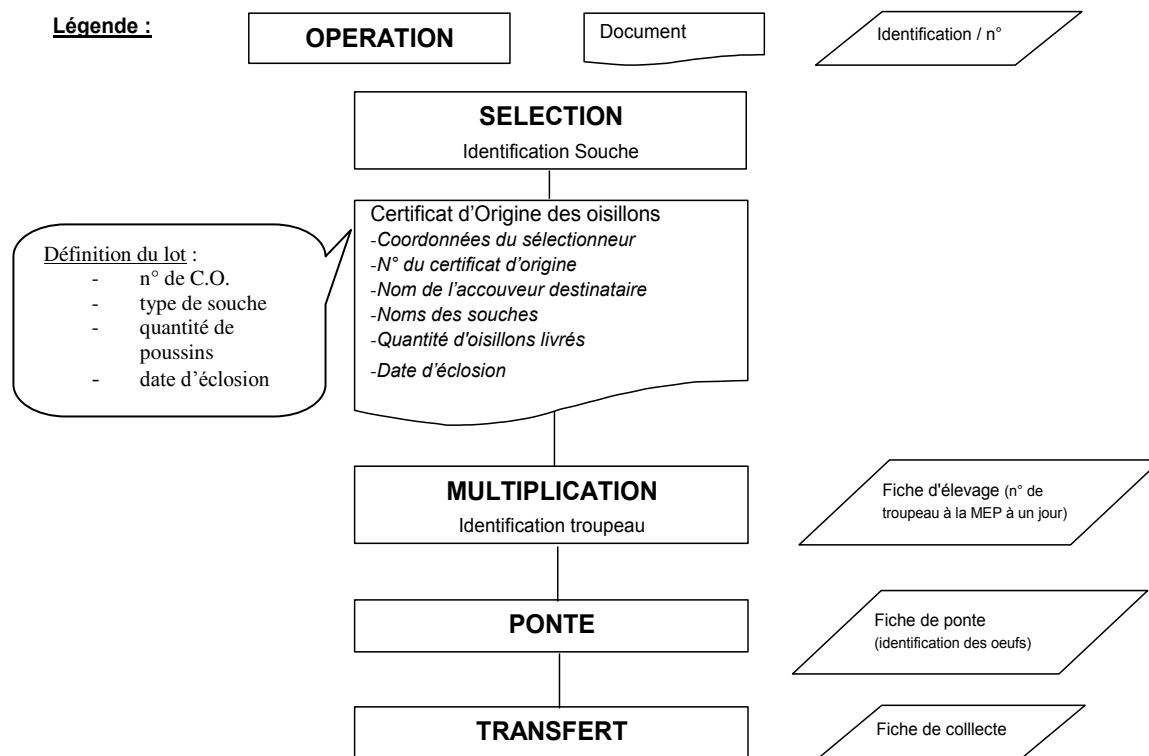 Légende :
OPERATION
Document
Identification / n°
SELECTION
Identification Souche
Certificat d'Origine des oisillons
-Coordonnées du sélectionneur
-N° du certificat d'origine
-Nom de l'accouveur destinataire
-Noms des souches
-Quantité d'oisillons livrés
-Date d'éclosion
Définition du lot :
- n° de C.O.
- type de souche
- quantité de
poussins
- date d'éclosion
MULTIPLICATION
Identification troupeau
Fiche d'élevage (n° de
troupeau à la MEP à un jour)
PONTE
Fiche de ponte
(identification des oeufs)
TRANSFERT
Fiche de colllecte